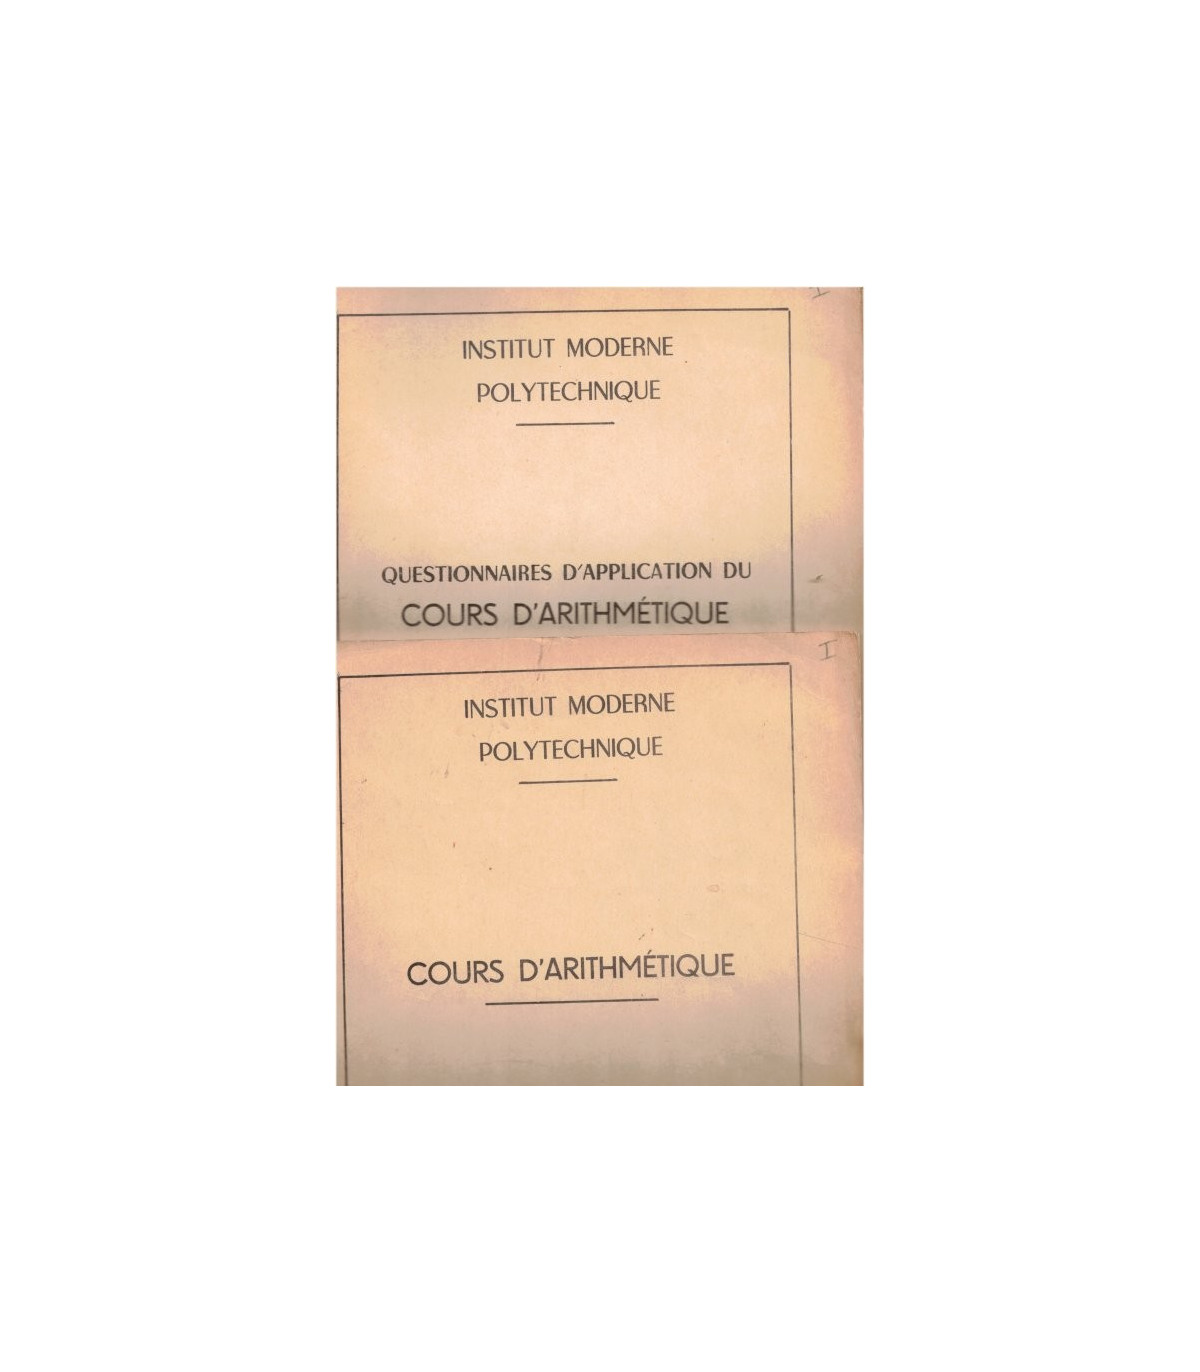 I
INSTITUT MODERNE
POLYTECHNIQUE
QUESTIONNAIRES D'APPLICATION DU
COURS D'ARITHMÉTIQUE
I
INSTITUT MODERNE
POLYTECHNIQUE
COURS D'ARITHMÉTIQUE